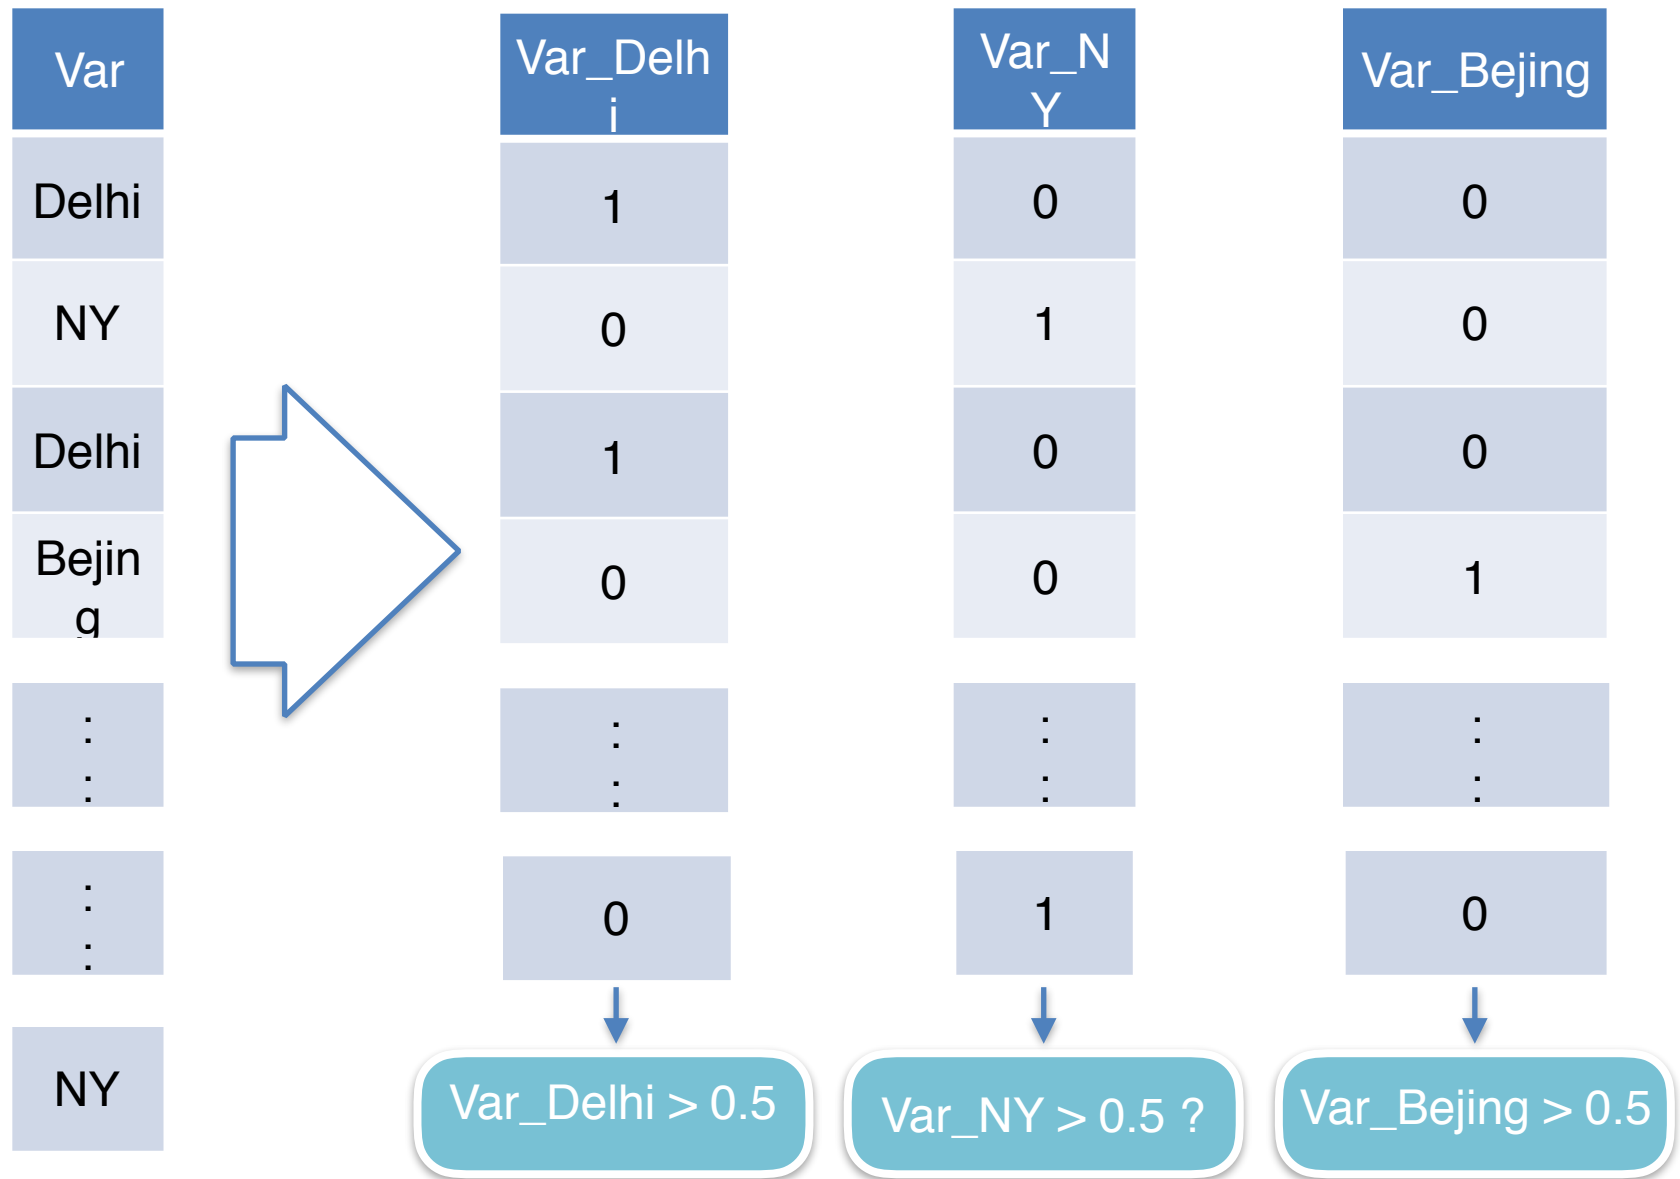 Var
Delhi
NY
Delhi
Bejin
g
:
:
:
:
NY
Var_Delh
i
1
0
1
0
:
:
0
Var_Delhi > 0.5
Var_N
Y
0
1
0
0
:
:
1
Var_NY > 0.5 ?
Var_Bejing
0
0
0
1
:
:
0
Var_Bejing > 0.5